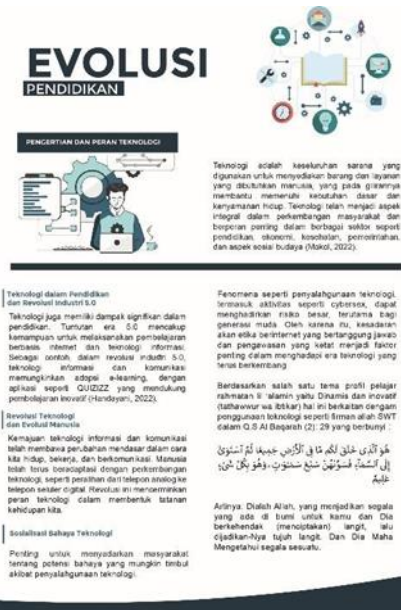 EVOLUSI
PENDIDIKAN
PENGERTIAN DAN PERAN TEKNOLOGI
Teknologi adalah keseluruhan sarana yang
digunakan untuk menyediakan barang dan layanan
yang dibutuhkan manusia, yang pada gilirannya
membantu memenuhi kebutuhan dasar dan
kenyamanan hidup. Teknologi telah menjadi aspek
integral dalam perkembangan masyarakat dan
berperan penting dalam berbagai sektor seperti
pendidikan, ekonomi, kesehatan, pemerintahan,
dan aspek sosial budaya (Makol, 2022).
Teknologi dalam Pendidikan
dan Revolusi Industri 5.0
Teknologi juga memiliki dampak signifikan dalam
pendidikan. Tuntutan era 5.0 mencakup
kemampuan untuk melaksanakan pembelajaran
berbasis internet dan teknologi informasi.
Sebagai contoh, dalam revolusi industri 5.0,
teknologi informasi dan komunikasi
memungkinkan adopsi e-learning, dengan
aplikasi seperti QUIZIZZ yang mendukung
pembelajaran inovatif (Handayani, 2022).
Revolusi Teknologi
dan Evolusi Manusia
Kemajuan teknologi informasi dan komunikasi
telah membawa perubahan mendasar dalam cara
kita hidup, bekerja, dan berkomunikasi. Manusia
telah terus beradaptasi dengan perkembangan
teknologi, seperti peralihan dari telepon analog ke
telepon seluler digital. Revolusi ini mencerminkan
peran teknologi dalam membentuk tatanan
kehidupan kita.
Sosialisasi Bahaya Teknologi
Penting untuk menyadarkan masyarakat
tentang potensi bahaya yang mungkin timbul
akibat penyalahgunaan teknologi.
Fenomena seperti penyalahgunaan teknologi,
termasuk aktivitas seperti cybersex, dapat
menghadirkan risiko besar, terutama bagi
generasi muda. Oleh karena itu, kesadaran
akan etika berinternet yang bertanggung jawab
dan pengawasan yang ketat menjadi faktor
penting dalam menghadapi era teknologi yang
terus berkembang
Berdasarkan salah satu tema profil pelajar
rahmatan lil 'alamin yaitu Dinamis dan inovatif
(tathawwur wa ibtikar) hal ini berkaitan dengan
penggunaan teknologi seperti firman allah SWT
dalam Q.S Al Baqarah (2): 29 yang berbunyi :
هُوَ الَّذِى خَلَقَ لَكُم مَّا فِى ٱلْأَرْضِ جَمِيعًا ثُمَّ ٱسْتَوَىٰٓ
إِلَى ٱلسَّمَآءِ فَسَوَّىٰهُنَّ سَبْعَ سَمَٰوَٰتٍ ۚ وَهُوَ بِكُلِّ شَىْءٍ
عَلِيمٌ
Artinya: Dialah Allah, yang menjadikan segala
yang ada di bumi untuk kamu dan Dia
berkehendak (menciptakan) langit, lalu
dijadikan-Nya tujuh langit. Dan Dia Maha
Mengetahui segala sesuatu.